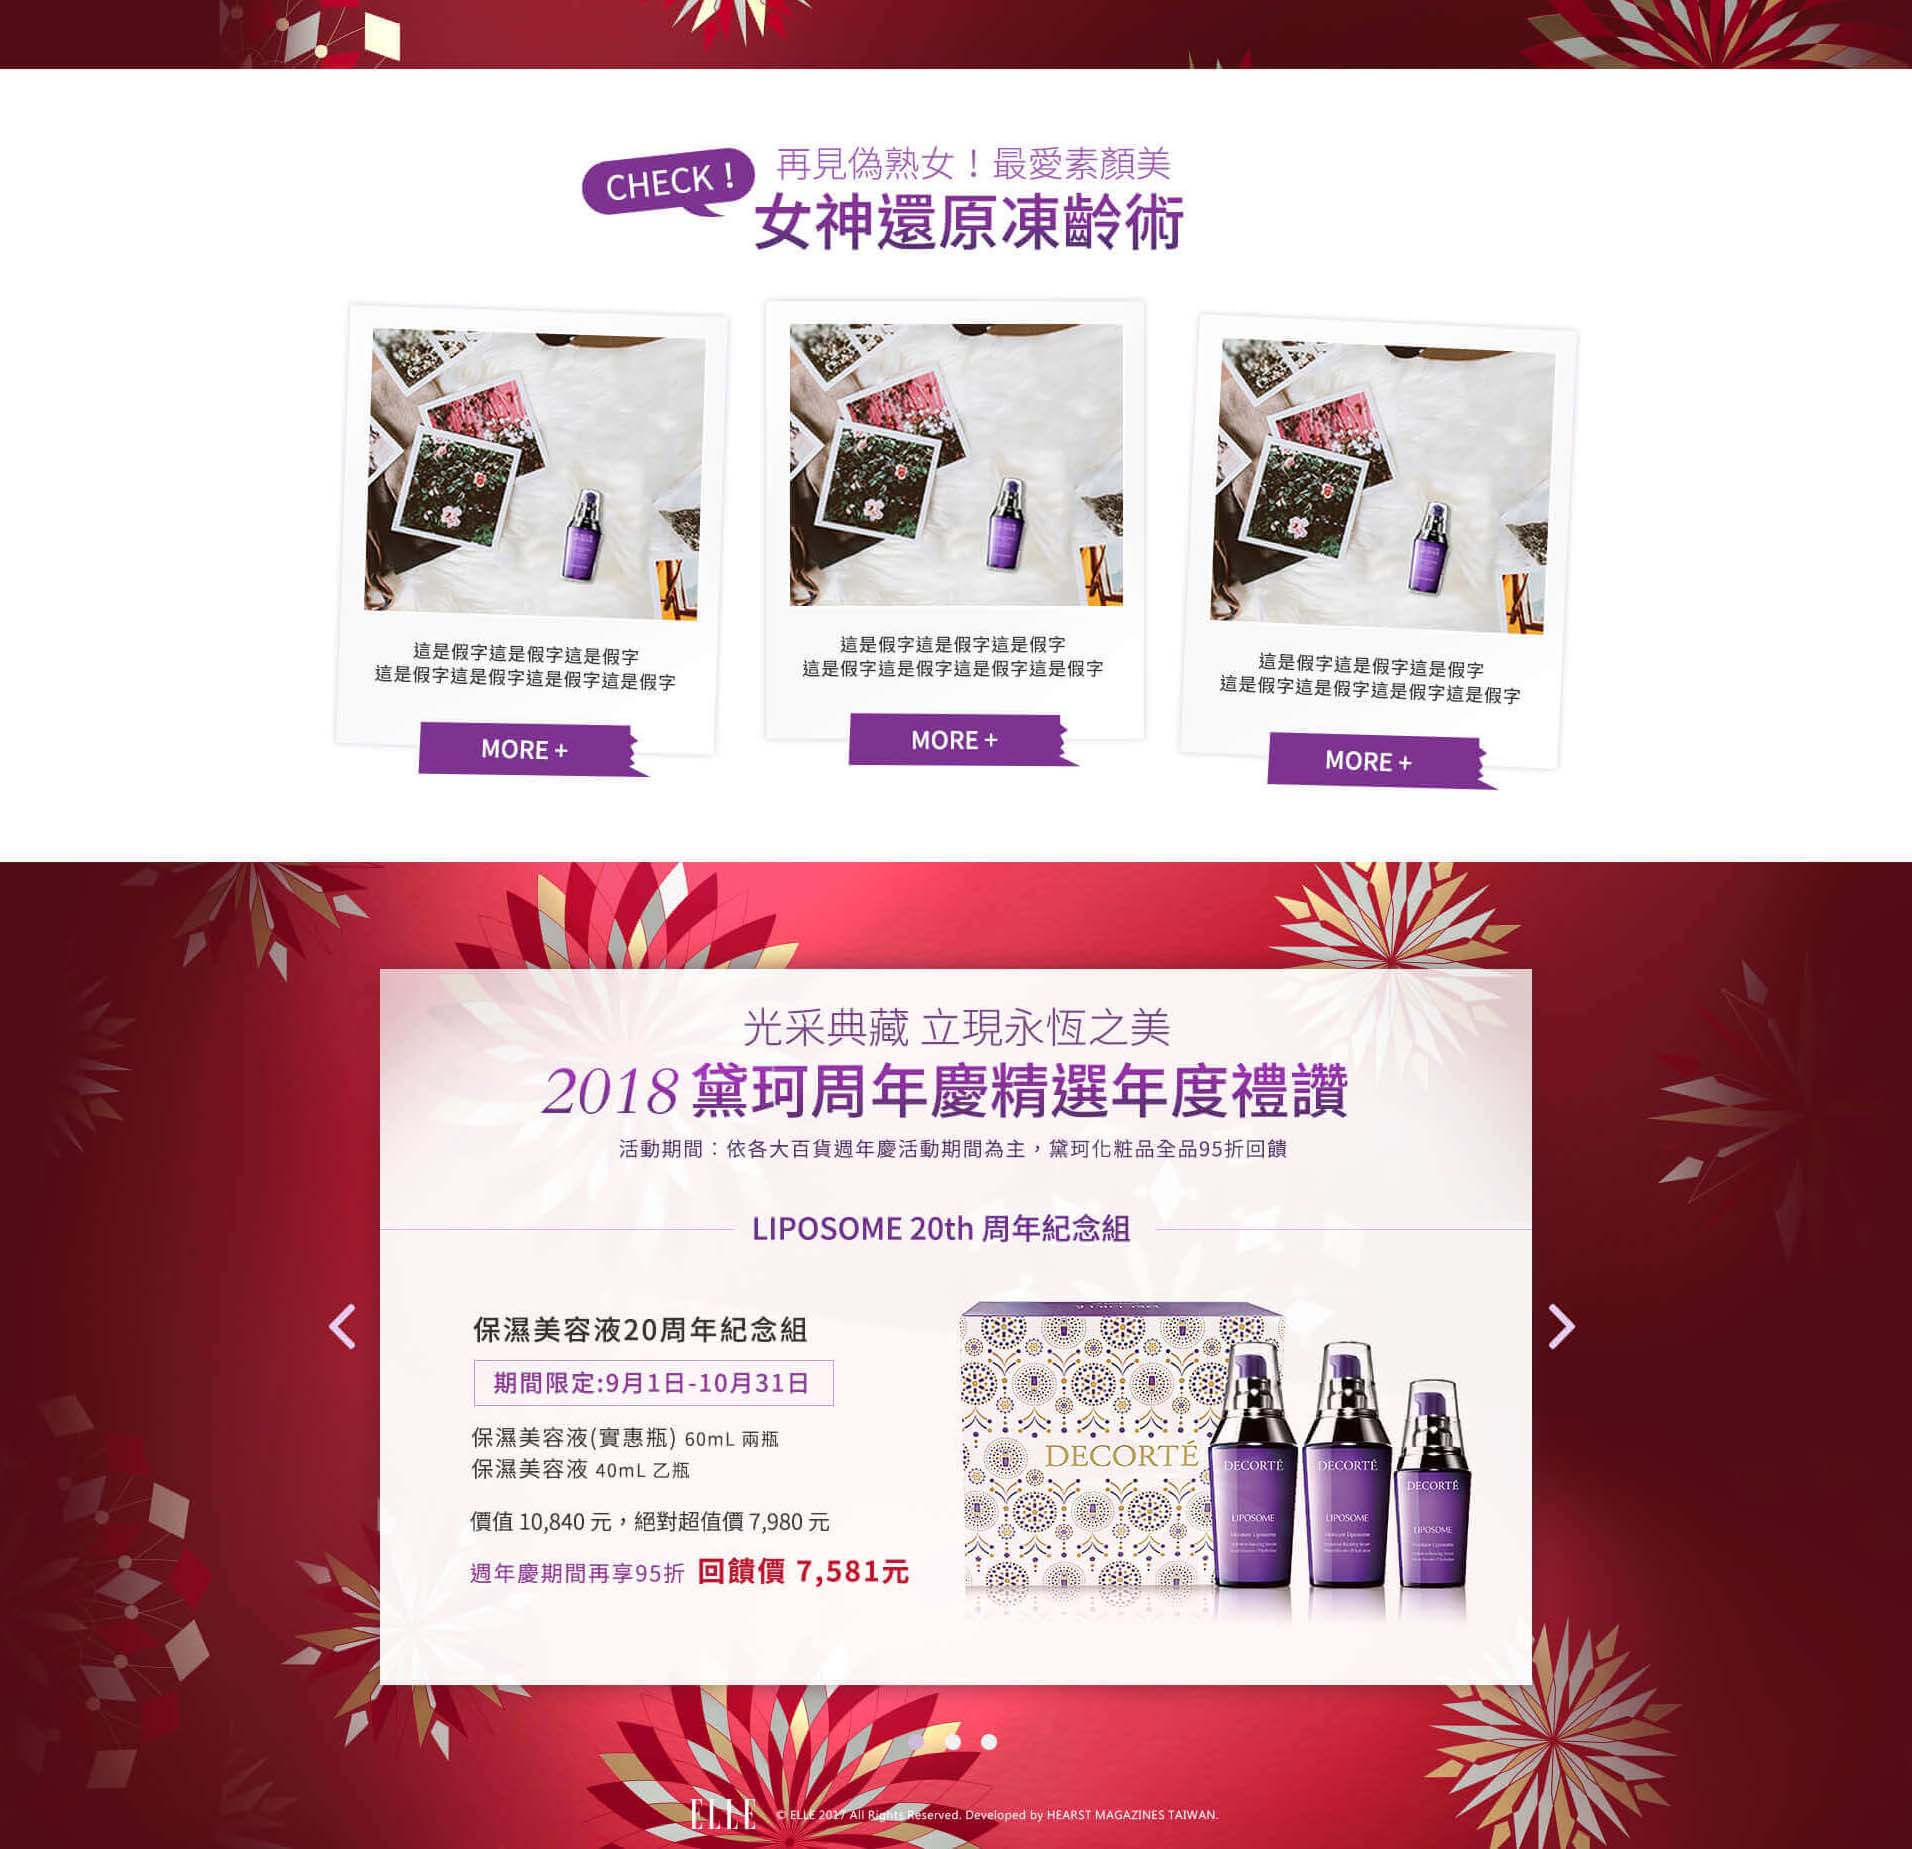 CHECK !
再見偽熟女！最愛素顏美
女神還原凍齡術
這是假字這是假字這是假字
這是假字這是假字這是假字這是假字
MORE +
這是假字這是假字這是假字
這是假字這是假字這是假字這是假字
MORE +
這是假字這是假字這是假字
這是假字這是假字這是假字這是假字
MORE +
光采典藏 立現永恆之美
2018 黛珂周年慶精選年度禮讚
活動期間：依各大百貨週年慶活動期間為主，黛珂化粧品全品95折回饋
LIPOSOME 20th 周年紀念組
保濕美容液20周年紀念組
期間限定:9月1日-10月31日
保濕美容液(實惠瓶) 60mL 兩瓶
保濕美容液 40mL 乙瓶
價值 10,840 元，絕對超值價 7,980 元
週年慶期間再享95折 回饋價 7,581元
DECORTÉ
DECORTÉ
LIPOSOME
DECORTÉ
LIPOSOME
DECORTÉ
LIPOSOME
ELLE © ELLE 2017 All Rights Reserved. Developed by HEARST MAGAZINES TAIWAN.